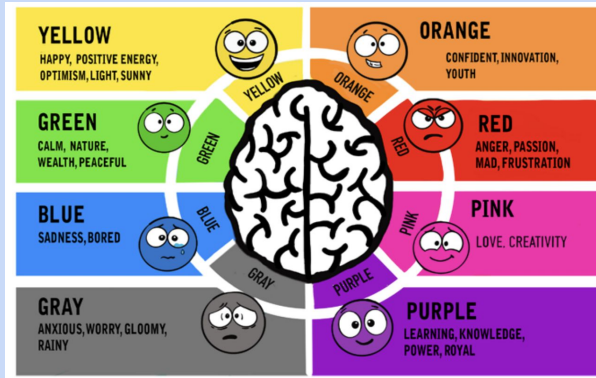 YELLOW
HAPPY, POSITIVE ENERGY,
OPTIMISM, LIGHT, SUNNY
ORANGE
CONFIDENT, INNOVATION,
YOUTH
GREEN
CALM, NATURE,
WEALTH, PEACEFUL
RED
ANGER, PASSION,
MAD, FRUSTRATION
BLUE
SADNESS, BORED
PINK
LOVE. CREATIVITY
GRAY
ANXIOUS, WORRY, GLOOMY,
RAINY
PURPLE
LEARNING, KNOWLEDGE,
POWER, ROYAL
YELLOW
ORANGE
GREEN
RED
BLUE
PINK
GRAY
PURPLE